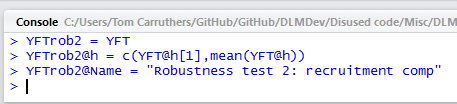 Console C:/Users/Tom Carruthers/GitHub/GitHub/DLMDev/Disused code/Misc/DLM
> YFTrob2 = YFT
> YFTrob2@h = c(YFT@h[1],mean(YFT@h))
> YFTrob2@Name = "Robustness test 2: recruitment comp"
>